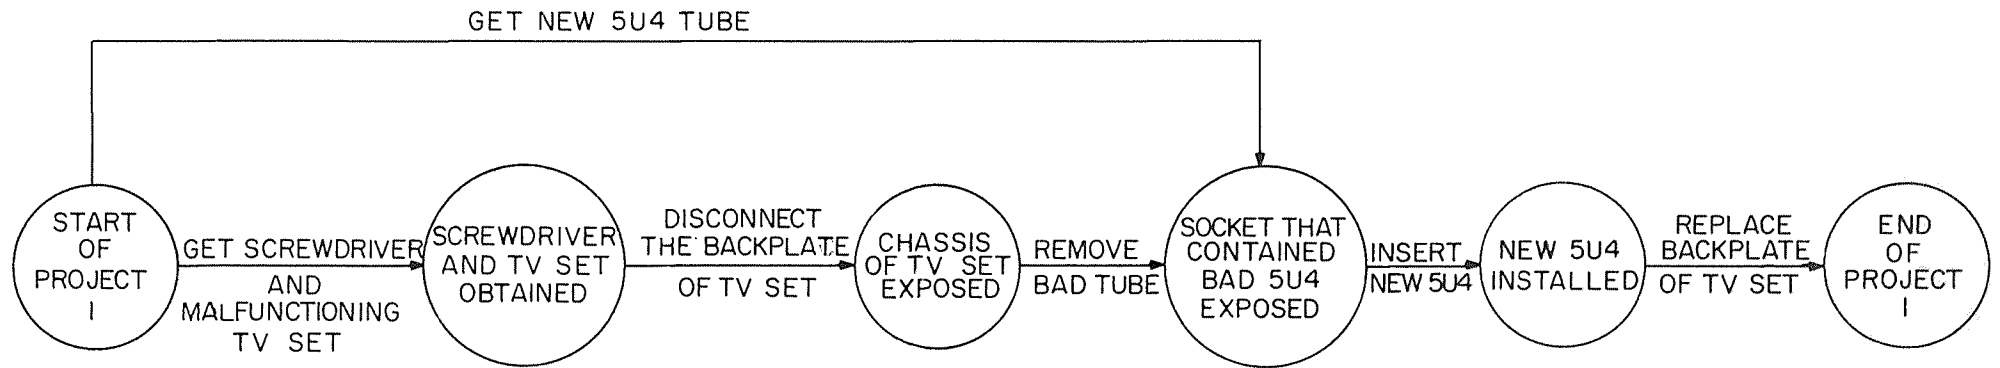 GET NEW 5U4 TUBE
START
OF
PROJECT
I
GET SCREWDRIVER
AND
MALFUNCTIONING
TV SET
SCREWDRIVER
AND TV SET
OBTAINED
DISCONNECT
THE BACKPLATE
OF TV SET
CHASSIS
OF TV SET
EXPOSED
REMOVE
BAD TUBE
SOCKET THAT
CONTAINED
BAD 5U4
EXPOSED
INSERT
NEW 5U4
NEW 5U4
INSTALLED
REPLACE
BACKPLATE
OF TV SET
END
OF
PROJECT
I